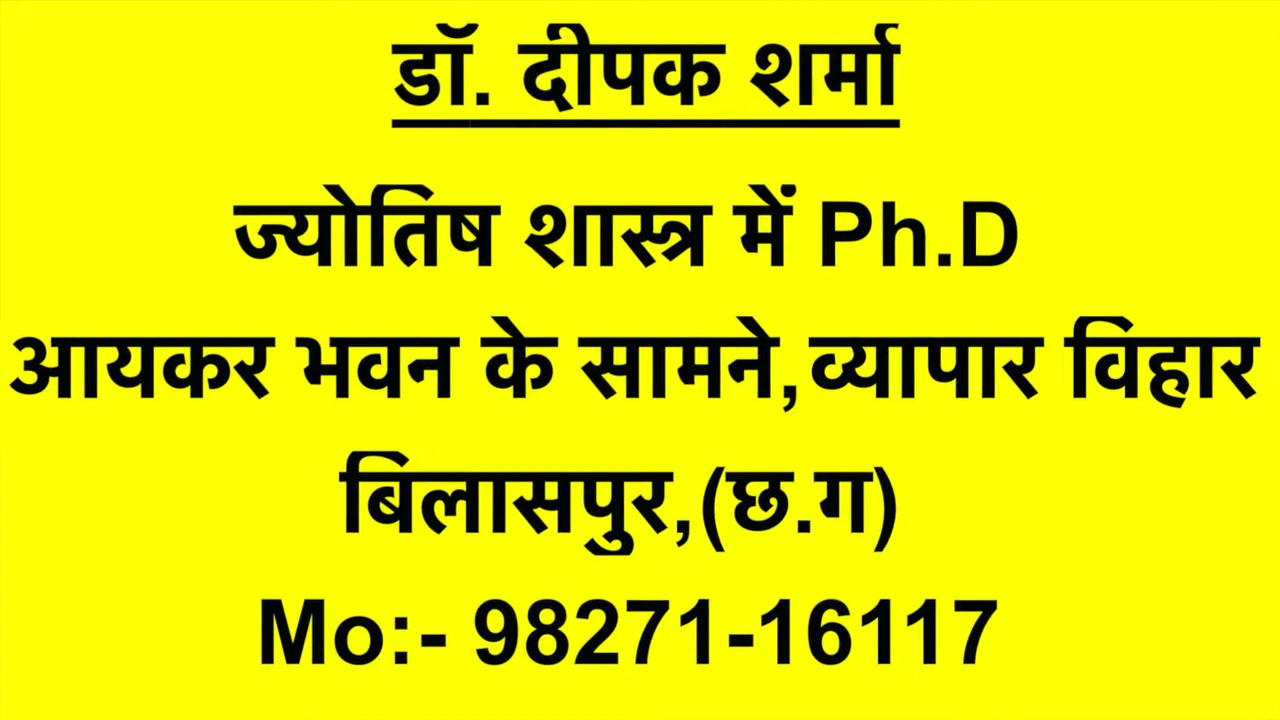 डॉ. दीपक शर्मा
ज्योतिष शास्त्र में Ph.D
आयकर भवन के सामने,व्यापार विहार
बिलासपुर,(छ.ग)
Mo:- 98271-16117